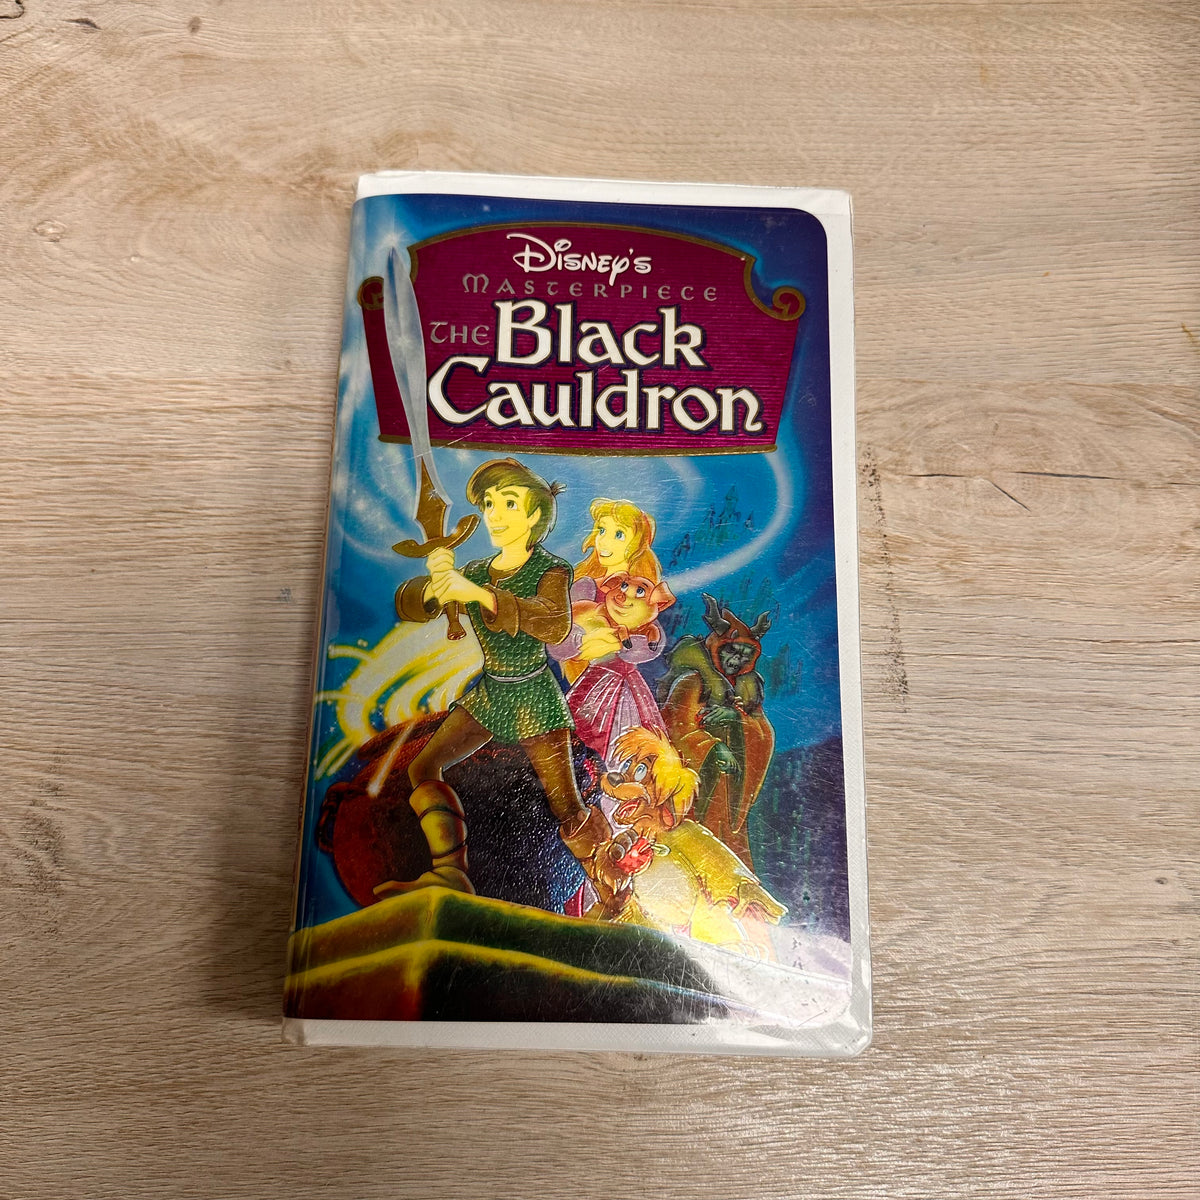 Disney's
Masterpiece
The Black
Cauldron